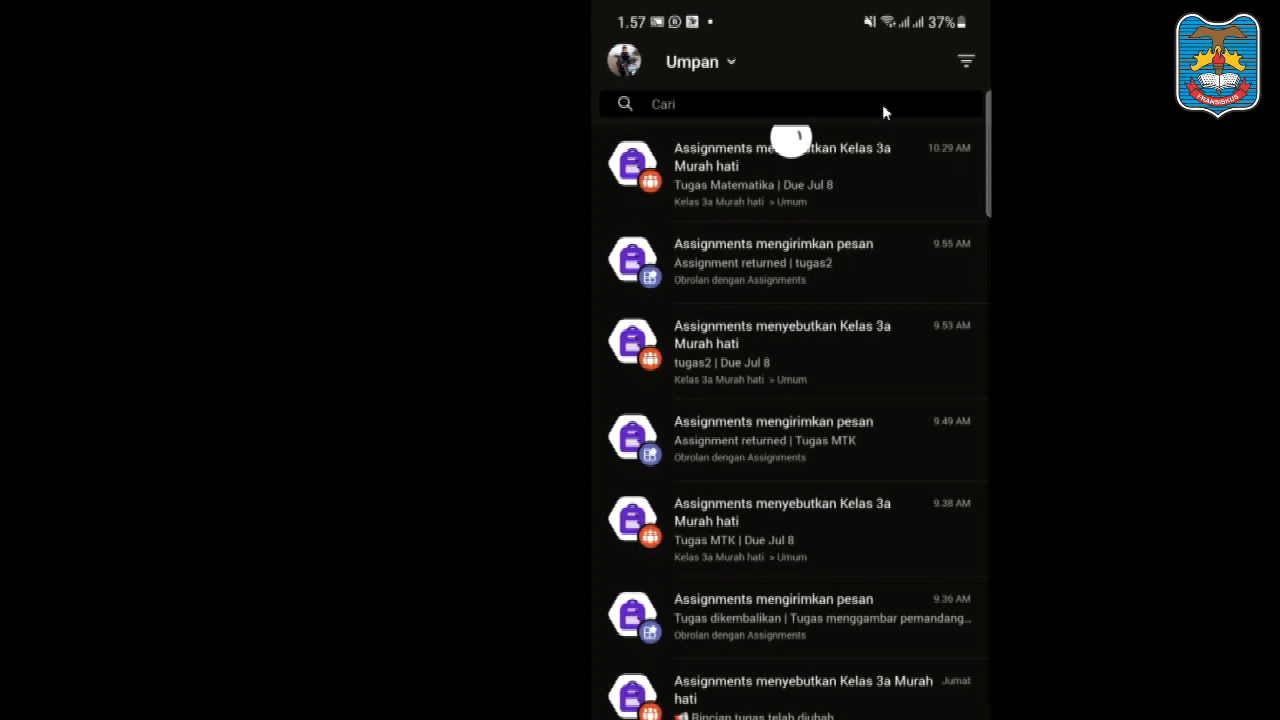 1.57
37%
Umpan
Cari
Assignments me tkan Kelas 3a
Murah hati
10.29 AM
Tugas Matematika | Due Jul 8
Kelas 3a Murah hati > Umum
Assignments mengirimkan pesan
9.55 AM
Assignment returned | tugas2
Obrolan dengan Assignments
Assignments menyebutkan Kelas 3a
Murah hati
9.53 AM
tugas2 | Due Jul 8
Kelas 3a Murah hati > Umum
Assignments mengirimkan pesan
9.49 AM
Assignment returned | Tugas MTK
Obrolan dengan Assignments
Assignments menyebutkan Kelas 3a
Murah hati
9.38 AM
Tugas MTK | Due Jul 8
Kelas 3a Murah hati > Umum
Assignments mengirimkan pesan
9.36 AM
Tugas dikembalikan | Tugas menggambar pemandang...
Obrolan dengan Assignments
Assignments menyebutkan Kelas 3a Murah
hati
Jumat
Rincian tugas telah diubah
FRANSISKUS